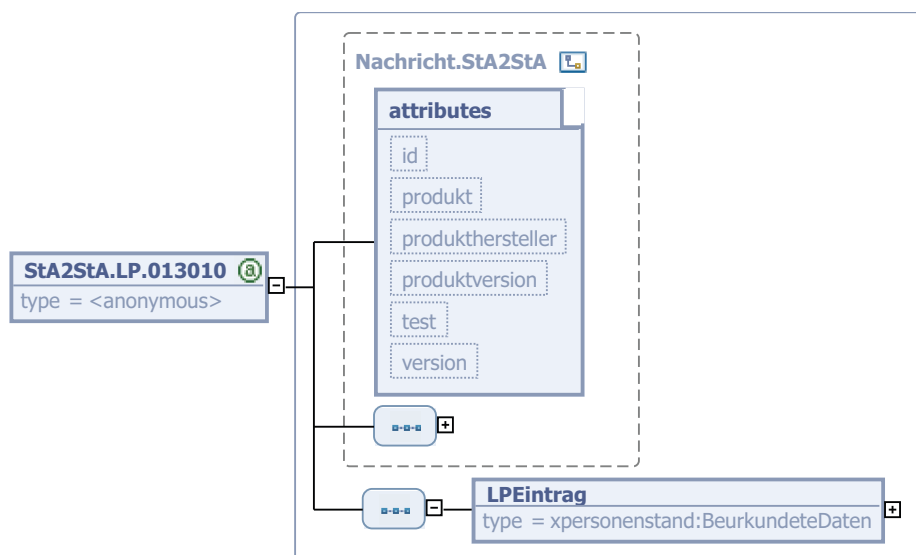 Nachricht.StA2StA
attributes
id
produkt
produkthersteller
produktversion
test
version
StA2StA.LP.013010 @
type = <anonymous>
LPEintrag
type = xpersonenstand:BeurkundeteDaten